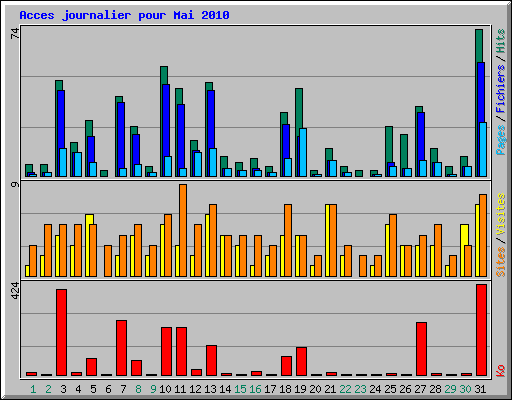 Acces journalier pour Mai 2010
74
Pages / Fichiers / Hits
9
Sites / Visites
424
Ko
1 2 3 4 5 6 7 8 9 10 11 12 13 14 15 16 17 18 19 20 21 22 23 24 25 26 27 28 29 30 31